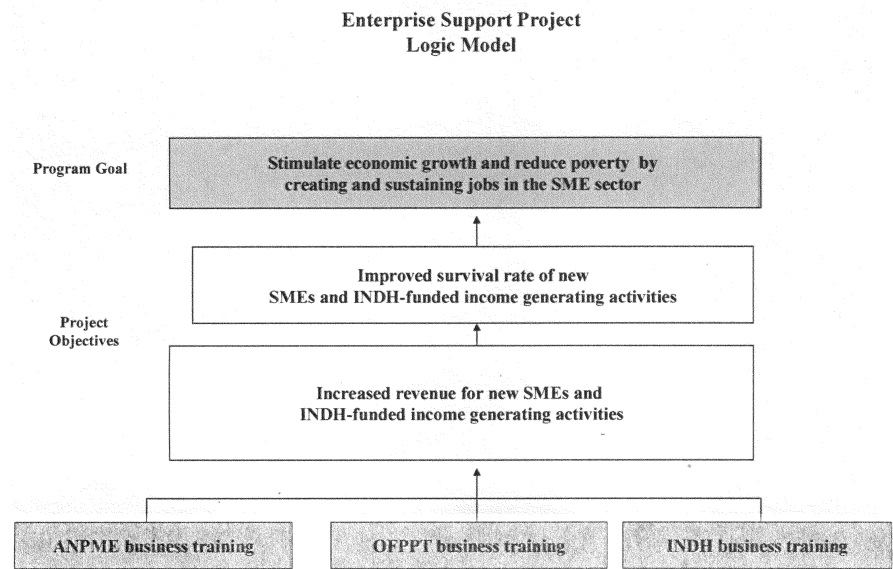 Enterprise Support Project
Logic Model
Program Goal
Stimulate economic growth and reduce poverty by
creating and sustaining jobs in the SME sector
Improved survival rate of new
SMEs and INDH-funded income generating activities
Project
Objectives
Increased revenue for new SMEs and
INDH-funded income generating activities
ANPME business training
OFPPT business training
INDH business training